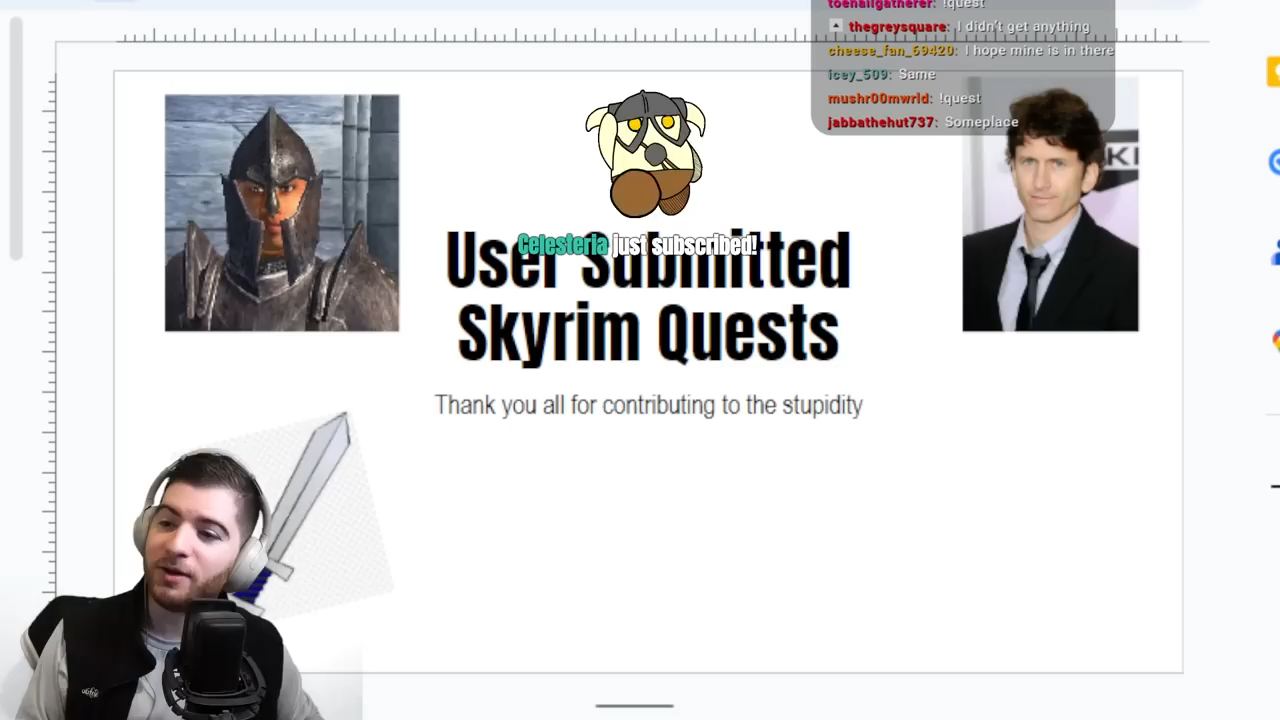 toenailgatherer: !quest
thegreysquare: I didn't get anything
cheese_fan_69420: I hope mine is in there
icey_509: Same
mushr00mwrld: !quest
jabbathehut737: Someplace
KI
Celesteria just subscribed!
User Submitted
Skyrim Quests
Thank you all for contributing to the stupidity